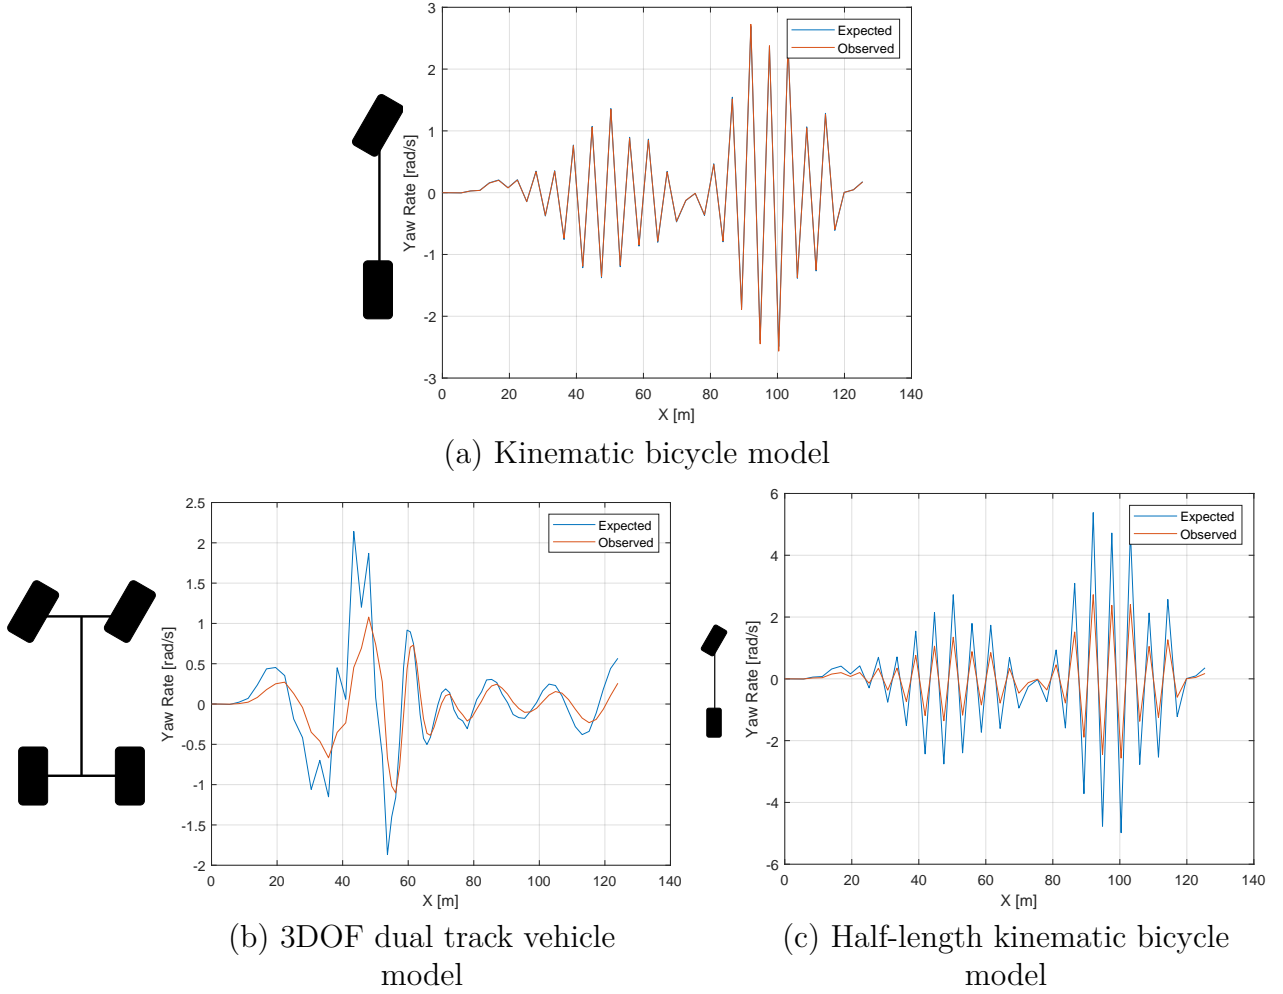 3
2
1
0
-1
-2
-3
Yaw Rate [rad/s]
Expected
Observed
0 20 40 60 80 100 120 140
X [m]
(a) Kinematic bicycle model
2.5
2
1.5
1
0.5
0
-0.5
-1
-1.5
-2
Yaw Rate [rad/s]
Expected
Observed
0 20 40 60 80 100 120 140
X [m]
(b) 3DOF dual track vehicle
model
6
4
2
0
-2
-4
-6
Yaw Rate [rad/s]
Expected
Observed
0 20 40 60 80 100 120 140
X [m]
(c) Half-length kinematic bicycle
model